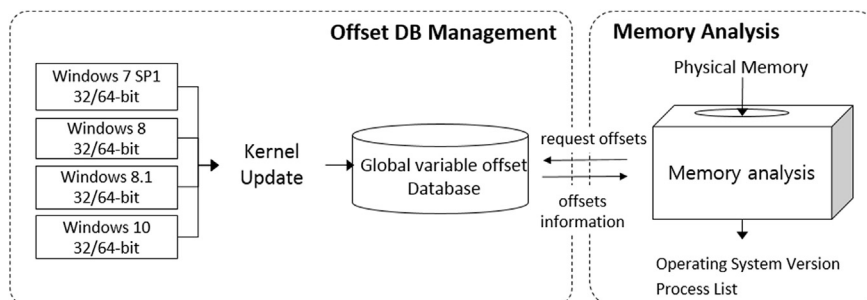 Offset DB Management
Windows 7 SP1
32/64-bit
Windows 8
32/64-bit
Windows 8.1
32/64-bit
Windows 10
32/64-bit
Kernel
Update
Global variable offset
Database
request offsets
offsets
information
Memory Analysis
Physical Memory
Memory analysis
Operating System Version
Process List